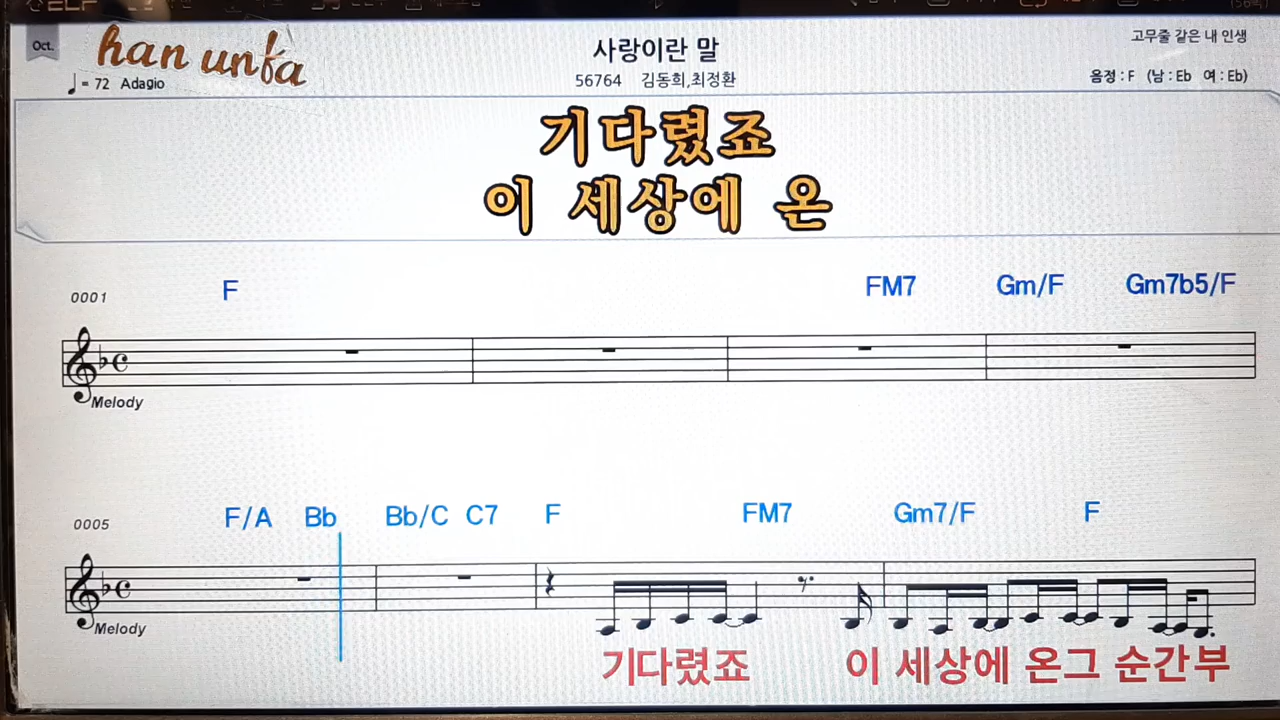 ELF
Oct.
han unba
= 72 Adagio
사랑이란 말
56764 김동희,최정환
고무줄 같은 내 인생
음정 : F (남 : Eb 여 : Eb)
기다렸죠
이 세상에 온
0001
F FM7 Gm/F Gm7b5/F
Melody
0005
F/A Bb Bb/C C7 F FM7 Gm7/F F
Melody
기다렸죠 이 세상에 온그 순간부